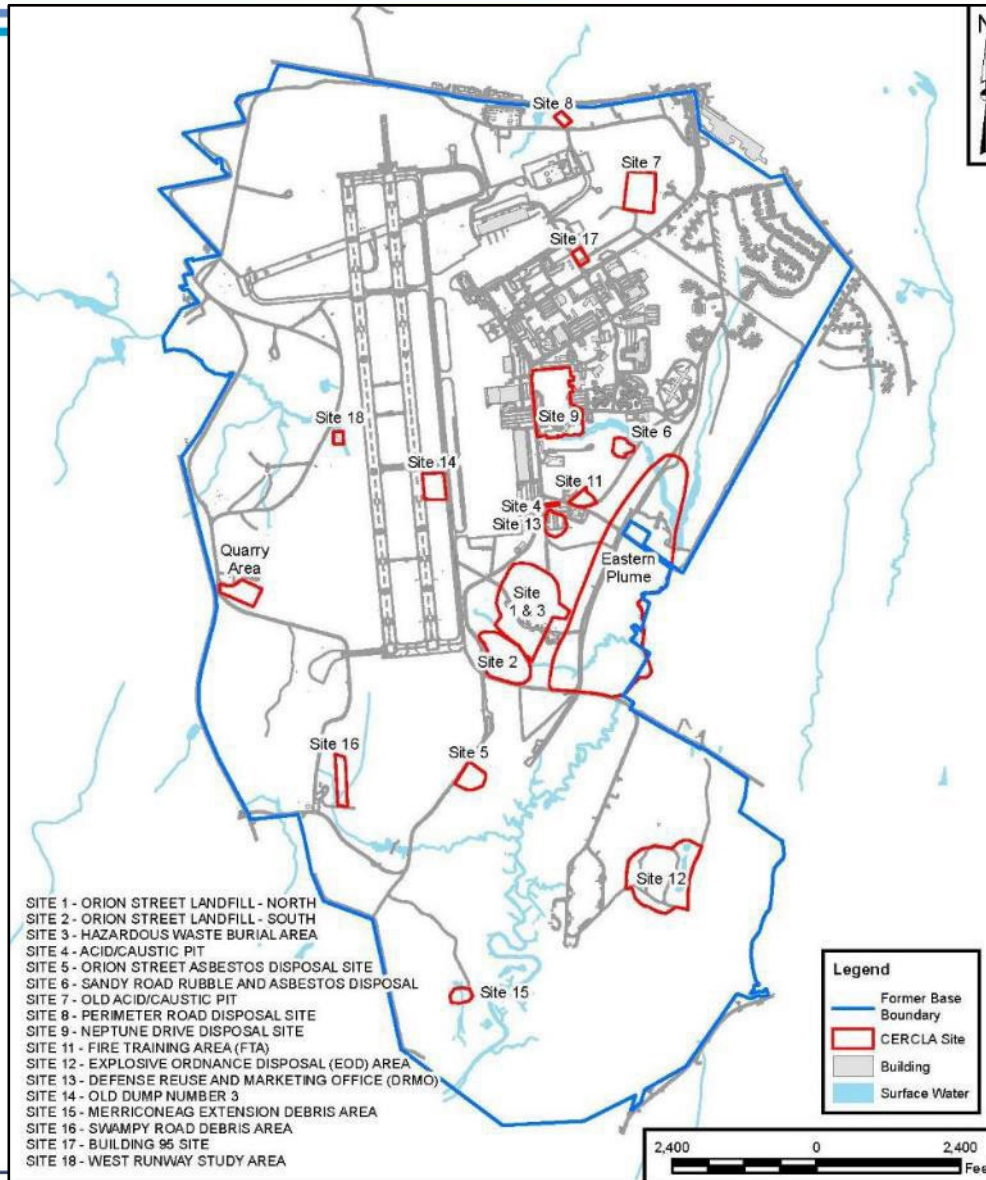 N
Site 8
Site 7
Site 17
Site 9
Site 6
Site 18
Site 14
Site 11
Site 4
Site 13
Eastern
Plume
Quarry
Area
Site
1 & 3
Site 2
Site 16
Site 5
Site 12
Site 15
SITE 1 - ORION STREET LANDFILL - NORTH
SITE 2 - ORION STREET LANDFILL - SOUTH
SITE 3 - HAZARDOUS WASTE BURIAL AREA
SITE 4 - ACID/CAUSTIC PIT
SITE 5 - ORION STREET ASBESTOS DISPOSAL SITE
SITE 6 - SANDY ROAD RUBBLE AND ASBESTOS DISPOSAL
SITE 7 - OLD ACID/CAUSTIC PIT
SITE 8 - PERIMETER ROAD DISPOSAL SITE
SITE 9 - NEPTUNE DRIVE DISPOSAL SITE
SITE 11 - FIRE TRAINING AREA (FTA)
SITE 12 - EXPLOSIVE ORDNANCE DISPOSAL (EOD) AREA
SITE 13 - DEFENSE REUSE AND MARKETING OFFICE (DRMO)
SITE 14 - OLD DUMP NUMBER 3
SITE 15 - MERRICONEAG EXTENSION DEBRIS AREA
SITE 16 - SWAMPY ROAD DEBRIS AREA
SITE 17 - BUILDING 95 SITE
SITE 18 - WEST RUNWAY STUDY AREA
Legend
Former Base
Boundary
CERCLA Site
Building
Surface Water
2,400 0 2,400
Fee